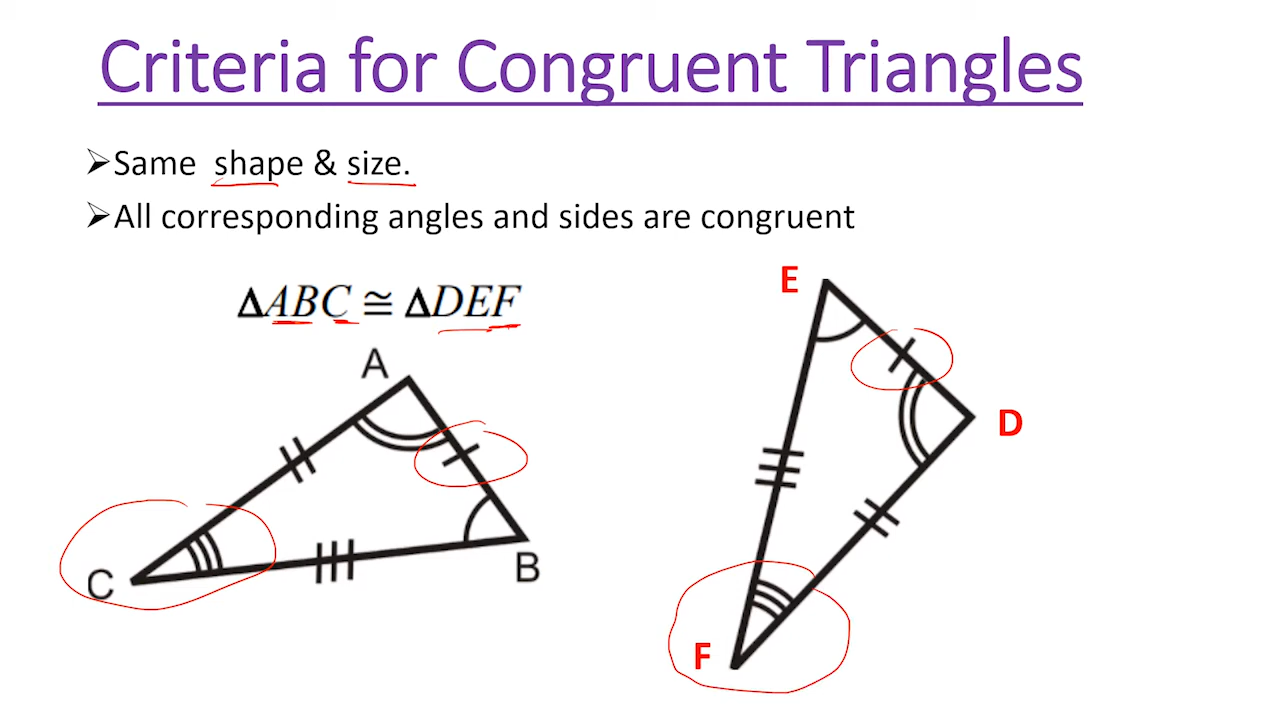 Criteria for Congruent Triangles
➢Same shape & size.
➢All corresponding angles and sides are congruent
ΔABC ≅ ΔDEF
E
A
D
B
C
F